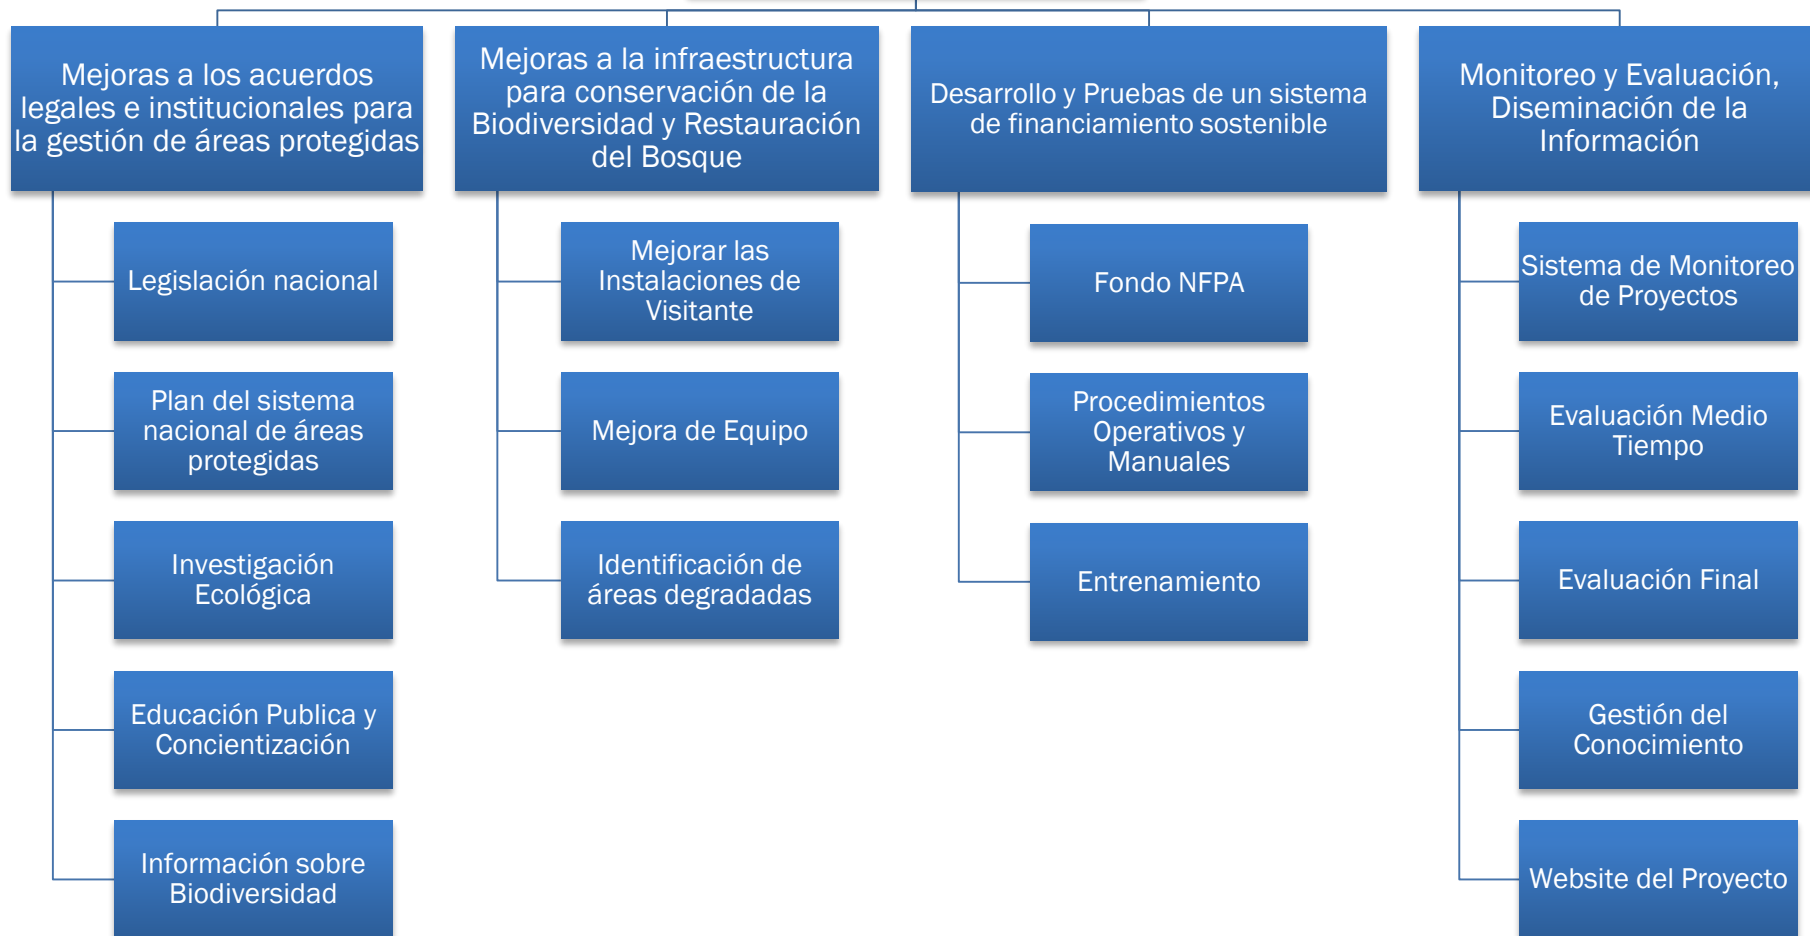 Mejoras a los acuerdos
legales e institucionales para
la gestión de áreas protegidas
Legislación nacional
Plan del sistema
nacional de áreas
protegidas
Investigación
Ecológica
Educación Publica y
Concientización
Información sobre
Biodiversidad
Mejoras a la infraestructura
para conservación de la
Biodiversidad y Restauración
del Bosque
Mejorar las
Instalaciones de
Visitante
Mejora de Equipo
Identificación de
áreas degradadas
Desarrollo y Pruebas de un sistema
de financiamiento sostenible
Fondo NFPA
Procedimientos
Operativos y
Manuales
Entrenamiento
Monitoreo y Evaluación,
Diseminación de la
Información
Sistema de Monitoreo
de Proyectos
Evaluación Medio
Tiempo
Evaluación Final
Gestión del
Conocimiento
Website del Proyecto